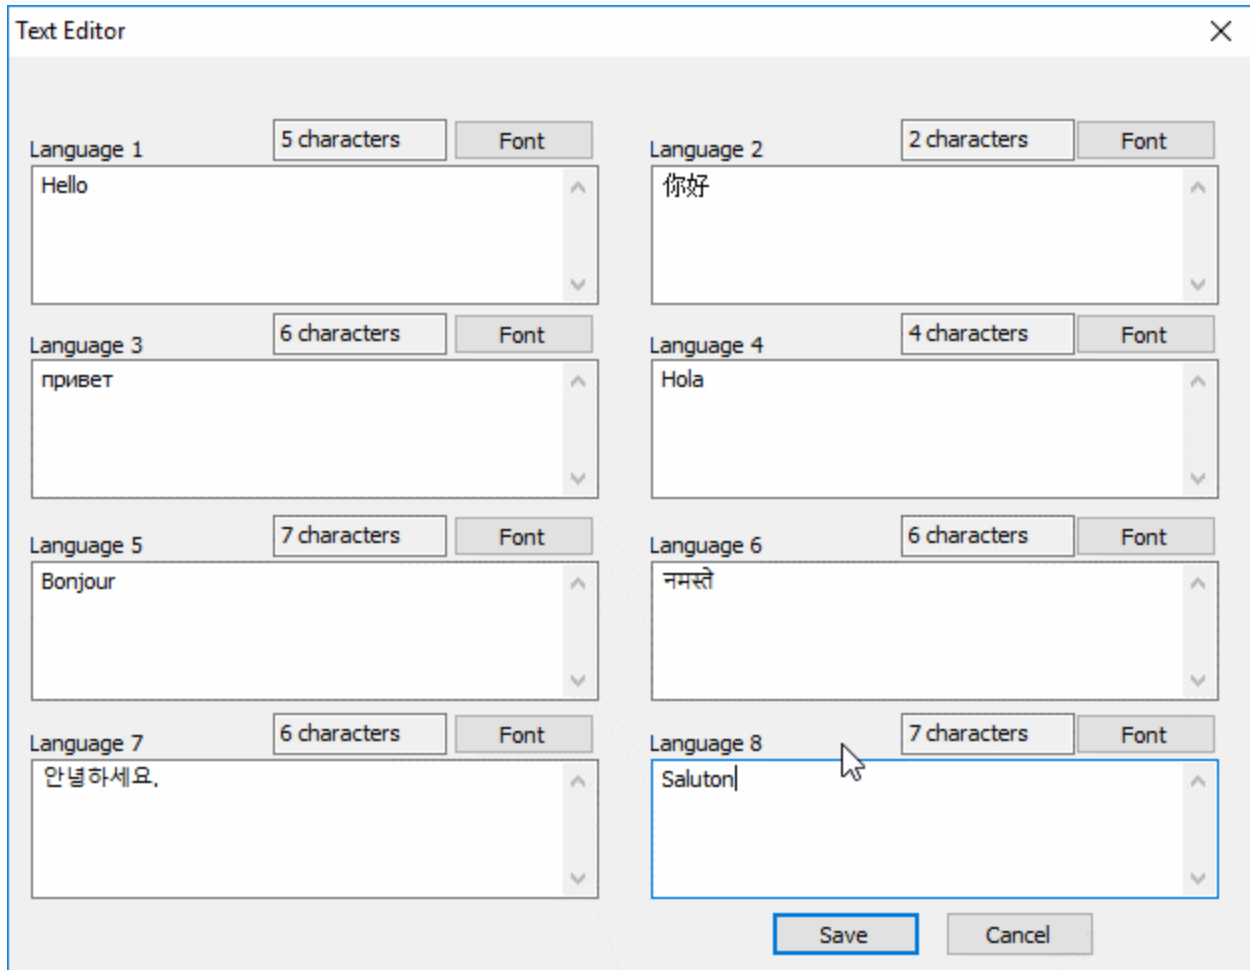 Text Editor
Language 1 5 characters Font
Hello
Language 2 2 characters Font
你好
Language 3 6 characters Font
привет
Language 4 4 characters Font
Hola
Language 5 7 characters Font
Bonjour
Language 6 6 characters Font
नमस्ते
Language 7 6 characters Font
안녕하세요.
Language 8 7 characters Font
Saluton
Save Cancel